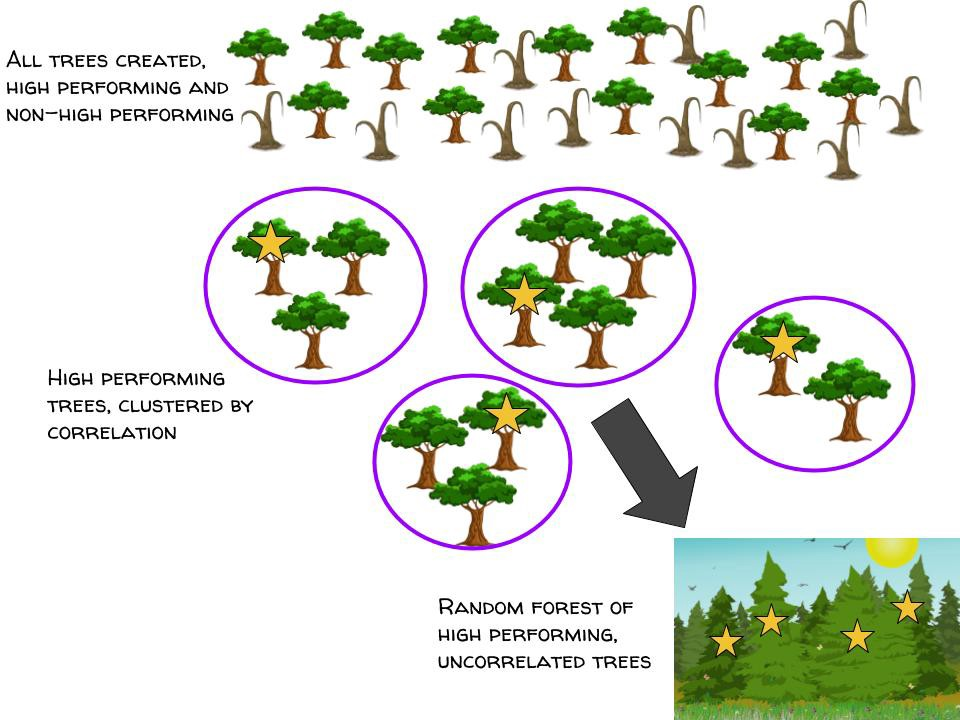 All trees created,
high performing and
non-high performing
High performing
trees, clustered by
correlation
Random forest of
high performing,
uncorrelated trees